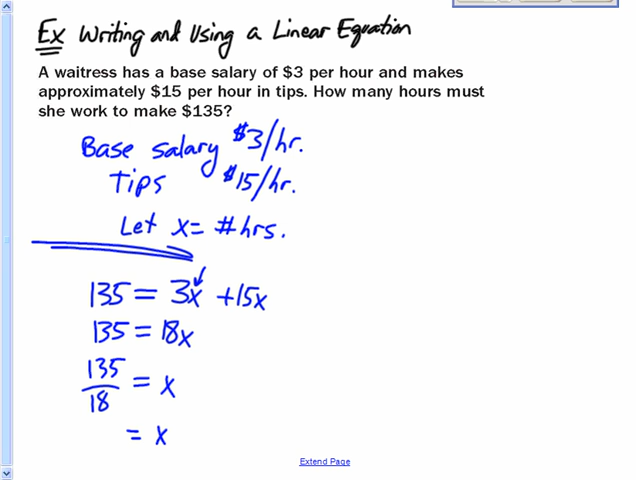 Ex Writing and Using a Linear Equation
A waitress has a base salary of $3 per hour and makes
approximately $15 per hour in tips. How many hours must
she work to make $135?
Base salary $3/hr.
Tips $15/hr.
Let x = # hrs.
135 = 3x + 15x
135 = 18x
135/18 = x
= x
Extend Page